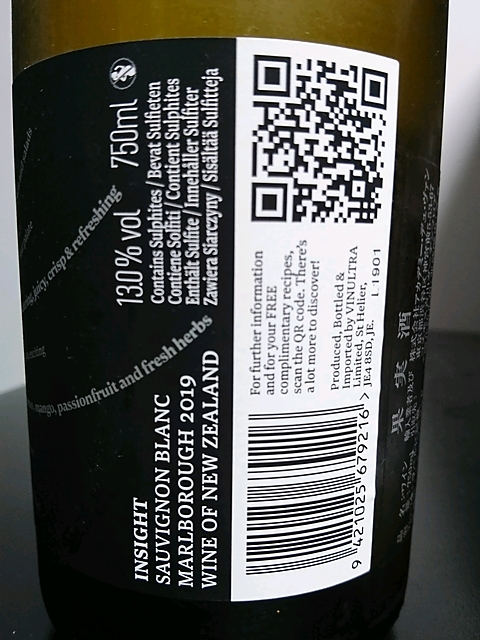 juicy, crisp & refreshing
mango, passionfruit and fresh herbs
13.0% vol 750ml
Contains Sulphites / Bevat Sulfieten
Contiene Solfiti / Contient Sulphites
Enthält Sulfite / Innehåller Sulfiter
Zawiera Siarczyny / Sisältää Sulfitteja
INSIGHT
SAUVIGNON BLANC
MARLBOROUGH 2019
WINE OF NEW ZEALAND
For further information
and for your FREE
complimentary recipes,
scan the QR code. There's
a lot more to discover!
Produced, Bottled &
Imported by VINULTRA
Limited, St Helier,
JE4 8SD, JE.
L1901
9 421025 679216 >
果実酒